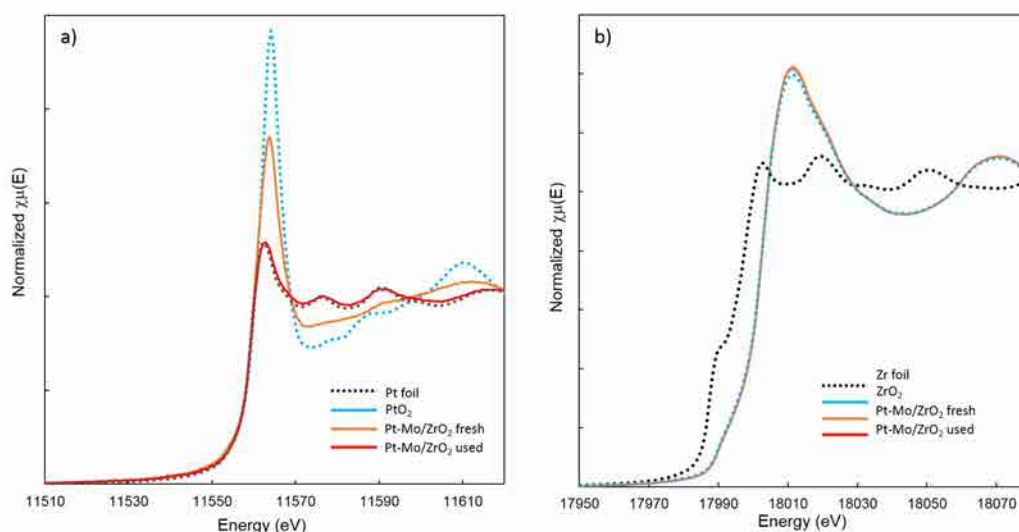 a)
Normalized χμ(E)
Pt foil
PtO₂
Pt-Mo/ZrO₂ fresh
Pt-Mo/ZrO₂ used
11510 11530 11550 11570 11590 11610
Energy (eV)
b)
Normalized χμ(E)
Zr foil
ZrO₂
Pt-Mo/ZrO₂ fresh
Pt-Mo/ZrO₂ used
17950 17970 17990 18010 18030 18050 18070
Energy (eV)